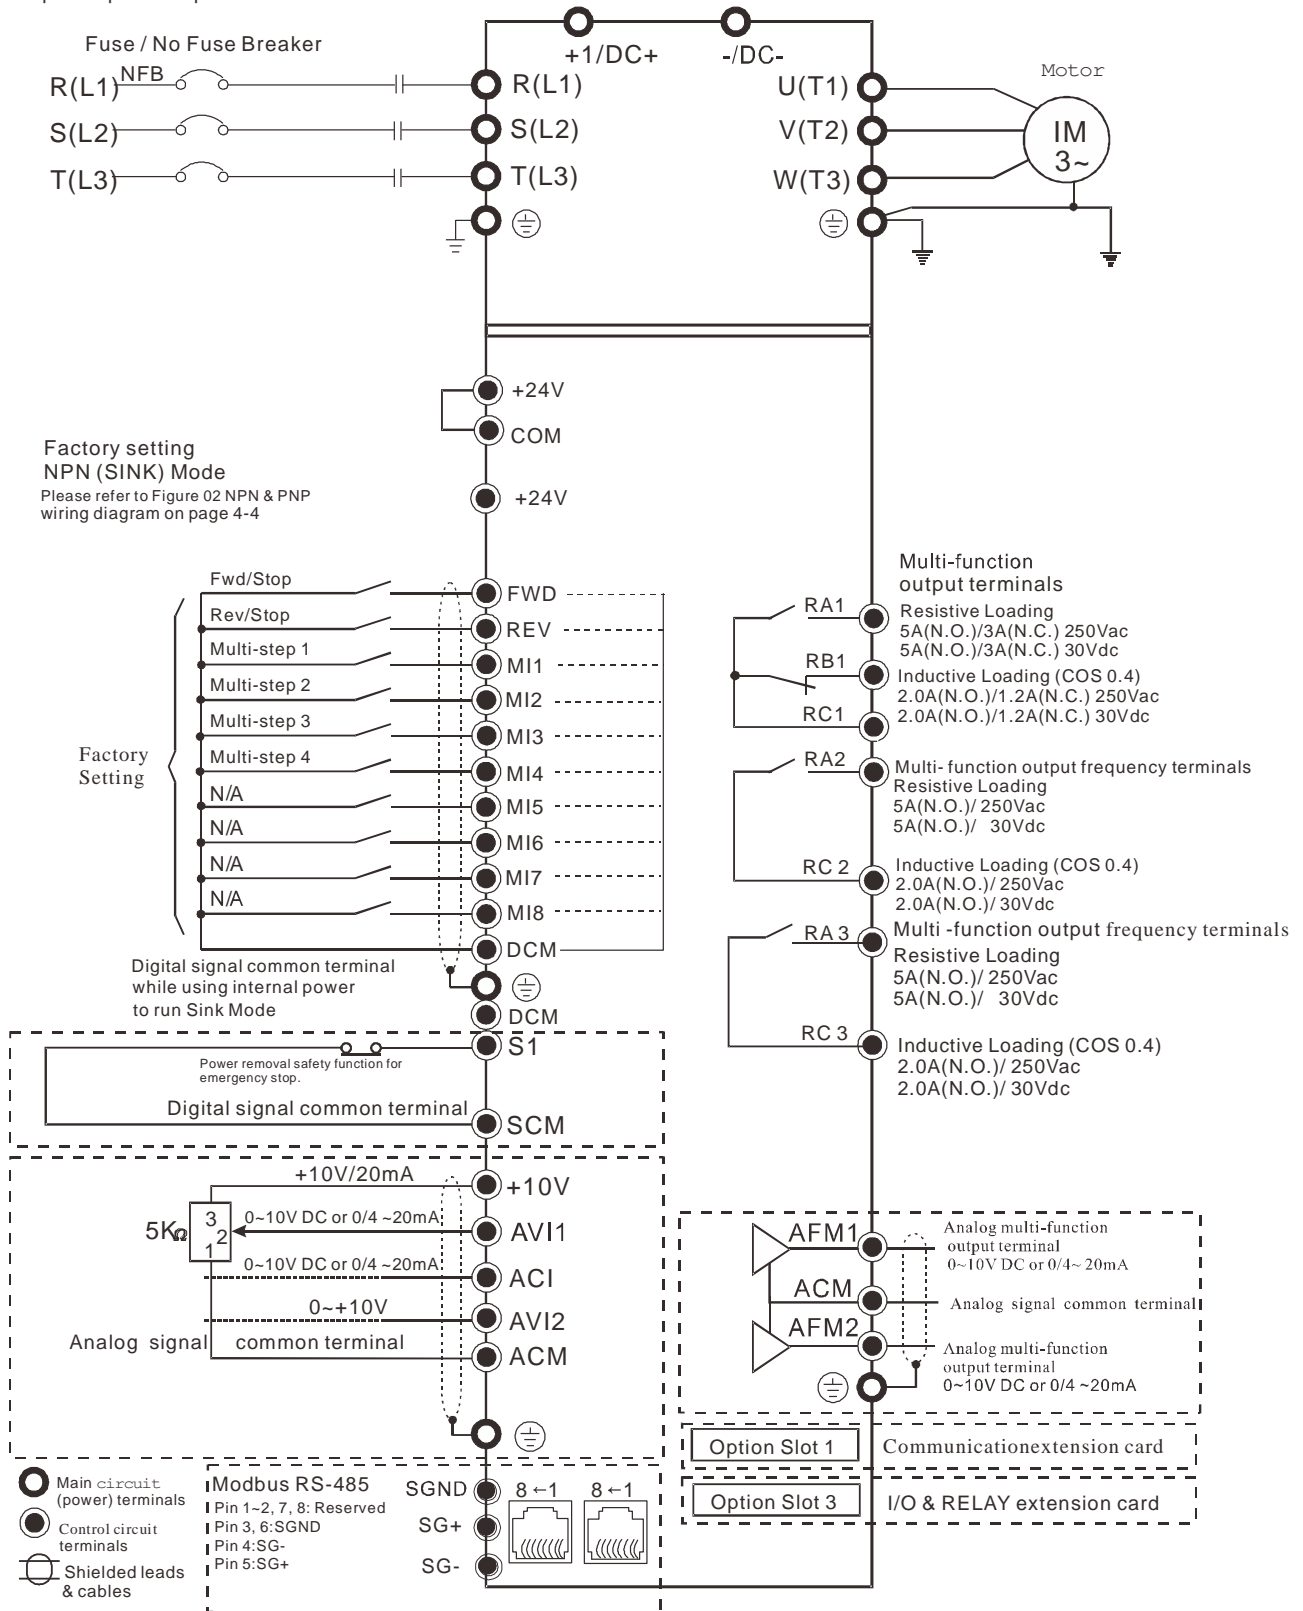 +1/DC+
-/DC-
Fuse / No Fuse Breaker
R(L1)
NFB
R(L1)
U(T1)
Motor
S(L2)
S(L2)
V(T2)
IM
3~
T(L3)
T(L3)
W(T3)
+24V
COM
Factory setting
NPN (SINK) Mode
Please refer to Figure 02 NPN & PNP
wiring diagram on page 4-4
+24V
Factory
Setting
Fwd/Stop
FWD
Rev/Stop
REV
Multi-step 1
MI1
Multi-step 2
MI2
Multi-step 3
MI3
Multi-step 4
MI4
N/A
MI5
N/A
MI6
N/A
MI7
N/A
MI8
DCM
Digital signal common terminal
while using internal power
to run Sink Mode
DCM
Multi-function
output terminals
RA1
Resistive Loading
5A(N.O.)/3A(N.C.) 250Vac
5A(N.O.)/3A(N.C.) 30Vdc
RB1
Inductive Loading (COS 0.4)
2.0A(N.O.)/1.2A(N.C.) 250Vac
RC1
2.0A(N.O.)/1.2A(N.C.) 30Vdc
RA2
Multi- function output frequency terminals
Resistive Loading
5A(N.O.)/ 250Vac
5A(N.O.)/ 30Vdc
RC 2
Inductive Loading (COS 0.4)
2.0A(N.O.)/ 250Vac
2.0A(N.O.)/ 30Vdc
RA 3
Multi -function output frequency terminals
Resistive Loading
5A(N.O.)/ 250Vac
5A(N.O.)/ 30Vdc
RC 3
Inductive Loading (COS 0.4)
2.0A(N.O.)/ 250Vac
2.0A(N.O.)/ 30Vdc
S1
Power removal safety function for
emergency stop.
Digital signal common terminal
SCM
+10V/20mA
+10V
5KΩ
3
2
1
0~10V DC or 0/4 ~20mA
AVI1
0~10V DC or 0/4 ~20mA
ACI
0~+10V
AVI2
Analog signal common terminal
ACM
AFM1
Analog multi-function
output terminal
0~10V DC or 0/4~ 20mA
ACM
Analog signal common terminal
AFM2
Analog multi-function
output terminal
0~10V DC or 0/4 ~20mA
Option Slot 1
Communicationextension card
Option Slot 3
I/O & RELAY extension card
Main circuit
(power) terminals
Control circuit
terminals
Shielded leads
& cables
Modbus RS-485
Pin 1~2, 7, 8: Reserved
Pin 3, 6:SGND
Pin 4:SG-
Pin 5:SG+
SGND
SG+
SG-
8←1
8←1